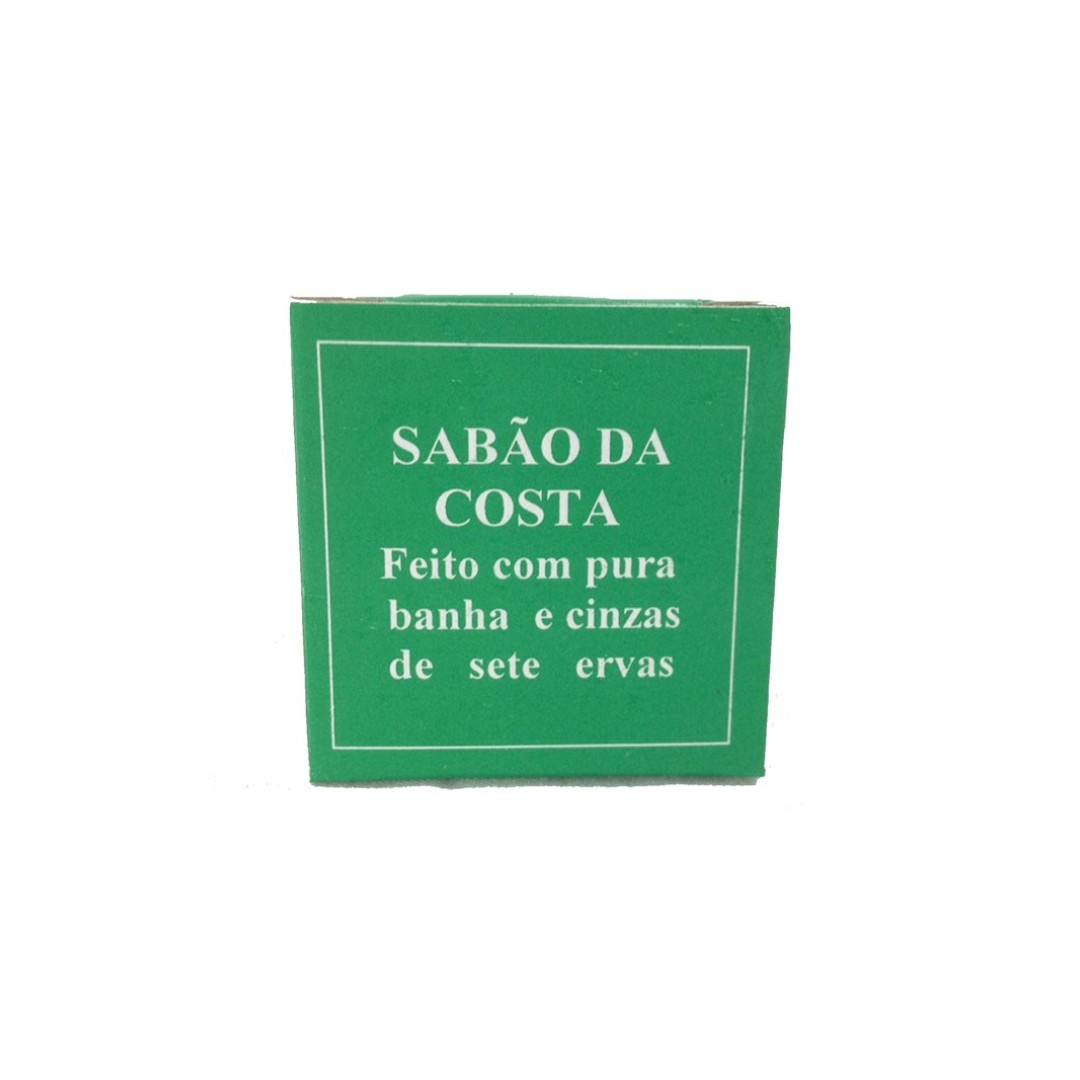 SABÃO DA
COSTA
Feito com pura
banha e cinzas
de sete ervas